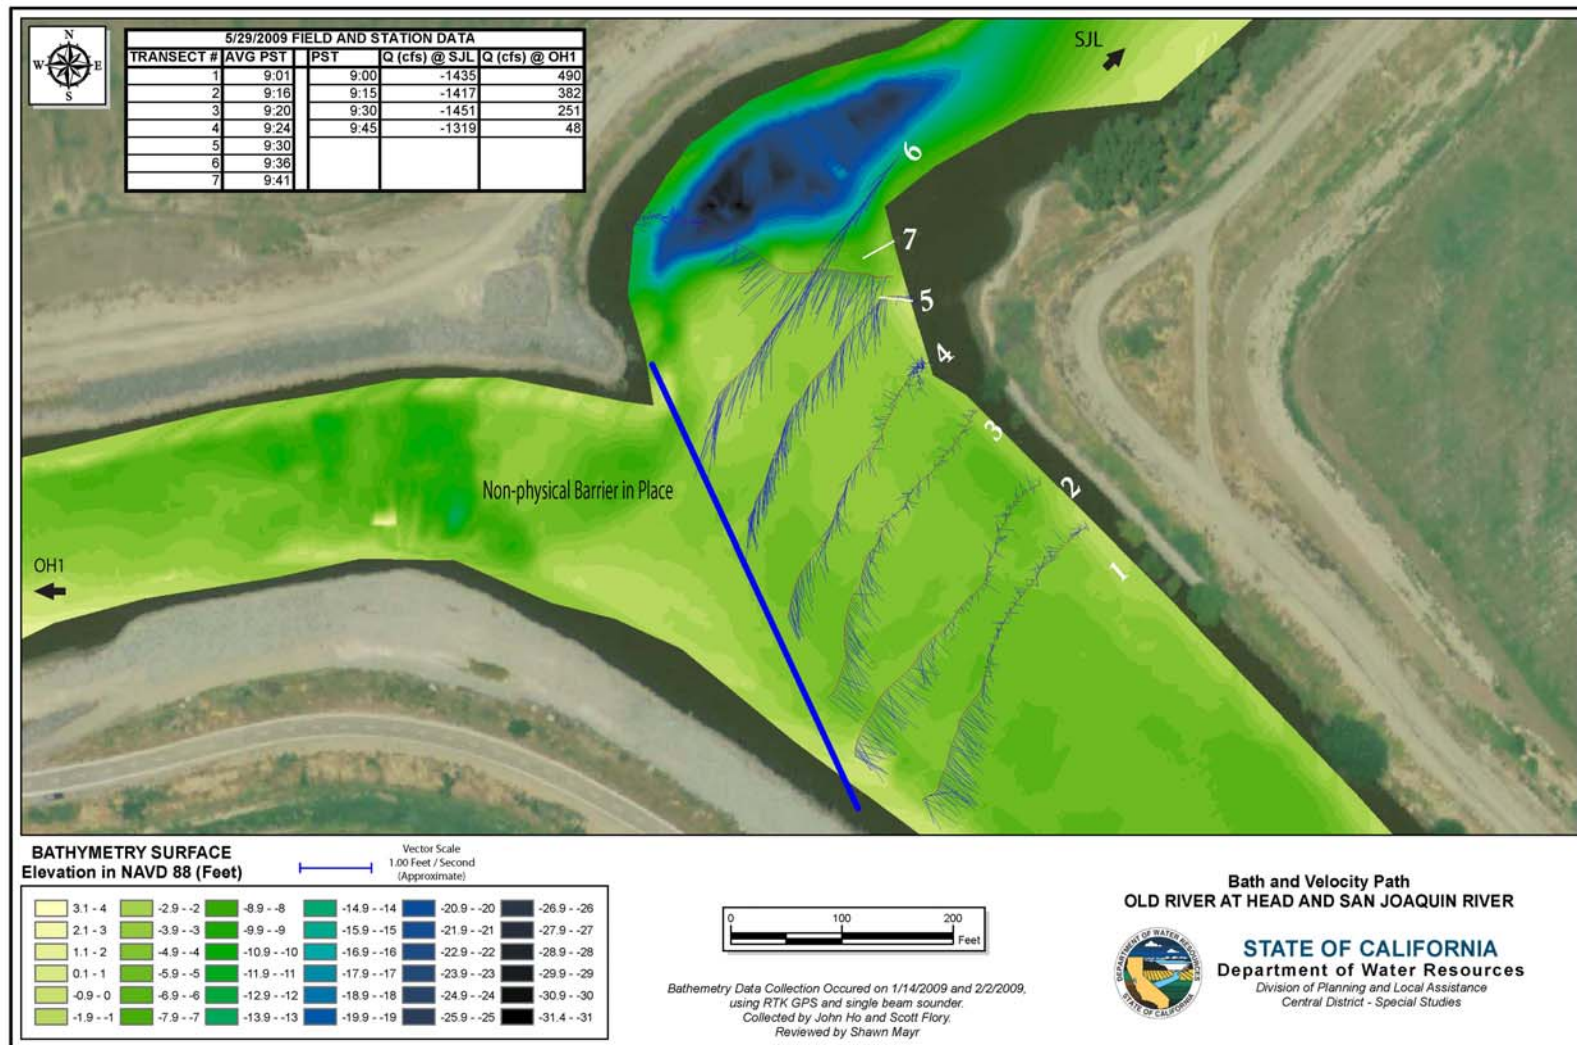 N
W E
S
5/29/2009 FIELD AND STATION DATA
TRANSECT # AVG PST PST Q (cfs) @ SJL Q (cfs) @ OH1
1 9:01 9:00 -1435 490
2 9:16 9:15 -1417 382
3 9:20 9:30 -1451 251
4 9:24 9:45 -1319 48
5 9:30
6 9:36
7 9:41
SJL
6
7
5
4
3
2
1
Non-physical Barrier in Place
OH1
BATHYMETRY SURFACE
Elevation in NAVD 88 (Feet)
Vector Scale
1.00 Feet / Second
(Approximate)
3.1 - 4 -2.9 - -2 -8.9 - -8 -14.9 - -14 -20.9 - -20 -26.9 - -26
2.1 - 3 -3.9 - -3 -9.9 - -9 -15.9 - -15 -21.9 - -21 -27.9 - -27
1.1 - 2 -4.9 - -4 -10.9 - -10 -16.9 - -16 -22.9 - -22 -28.9 - -28
0.1 - 1 -5.9 - -5 -11.9 - -11 -17.9 - -17 -23.9 - -23 -29.9 - -29
-0.9 - 0 -6.9 - -6 -12.9 - -12 -18.9 - -18 -24.9 - -24 -30.9 - -30
-1.9 - -1 -7.9 - -7 -13.9 - -13 -19.9 - -19 -25.9 - -25 -31.4 - -31
0 100 200
Feet
Bathemetry Data Collection Occured on 1/14/2009 and 2/2/2009,
using RTK GPS and single beam sounder.
Collected by John Ho and Scott Flory.
Reviewed by Shawn Mayr
Bath and Velocity Path
OLD RIVER AT HEAD AND SAN JOAQUIN RIVER
DEPARTMENT OF WATER RESOURCES
STATE OF CALIFORNIA
STATE OF CALIFORNIA
Department of Water Resources
Division of Planning and Local Assistance
Central District - Special Studies